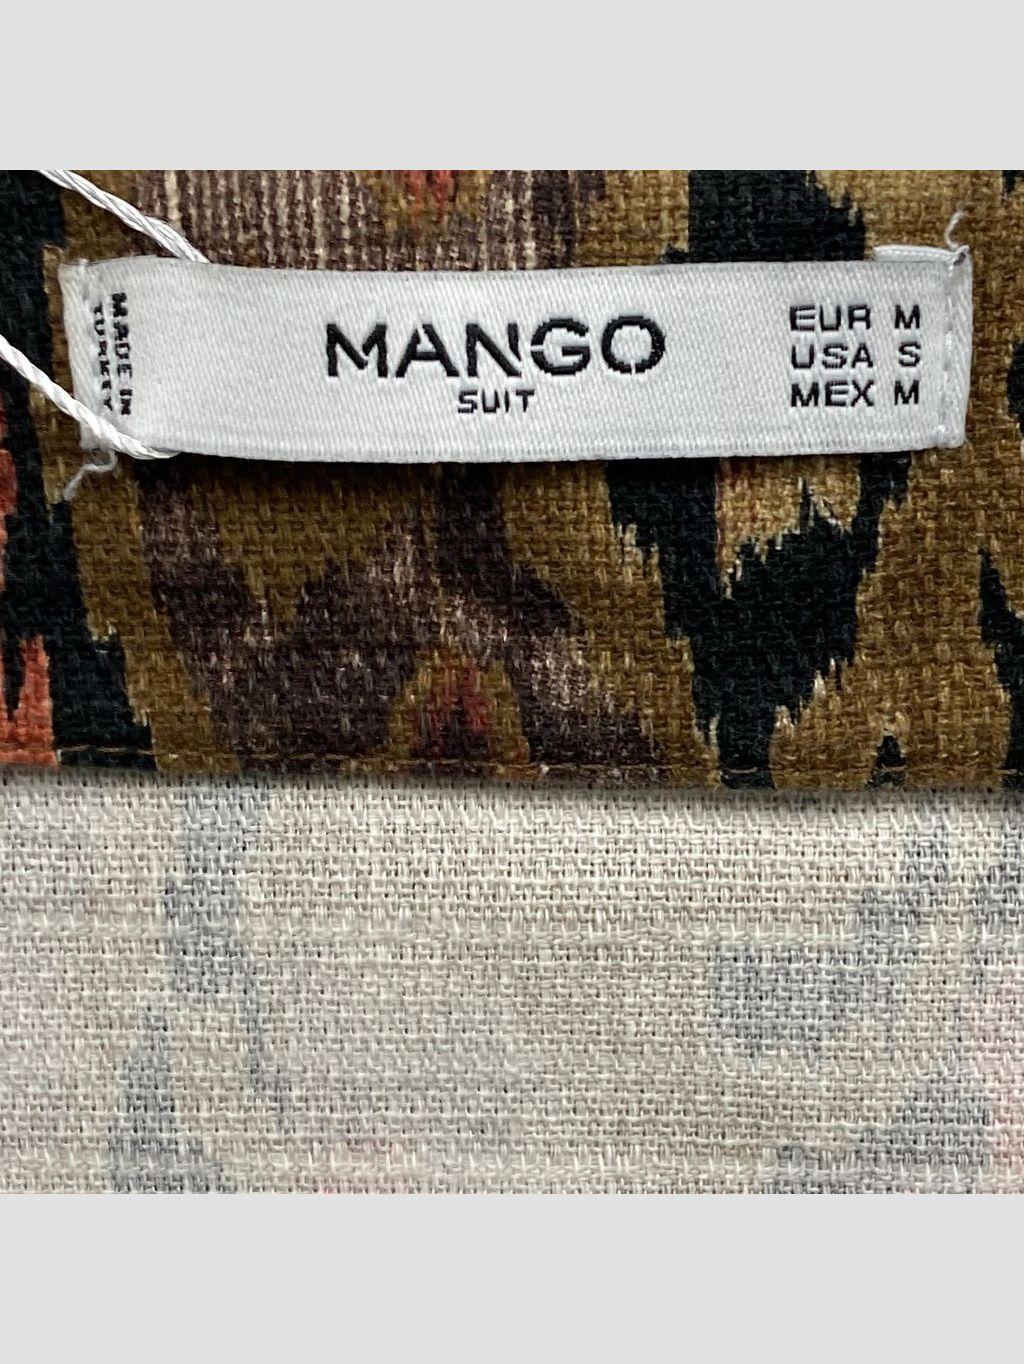 MADE IN
TURKEY
MANGO
SUIT
EUR M
USA S
MEX M